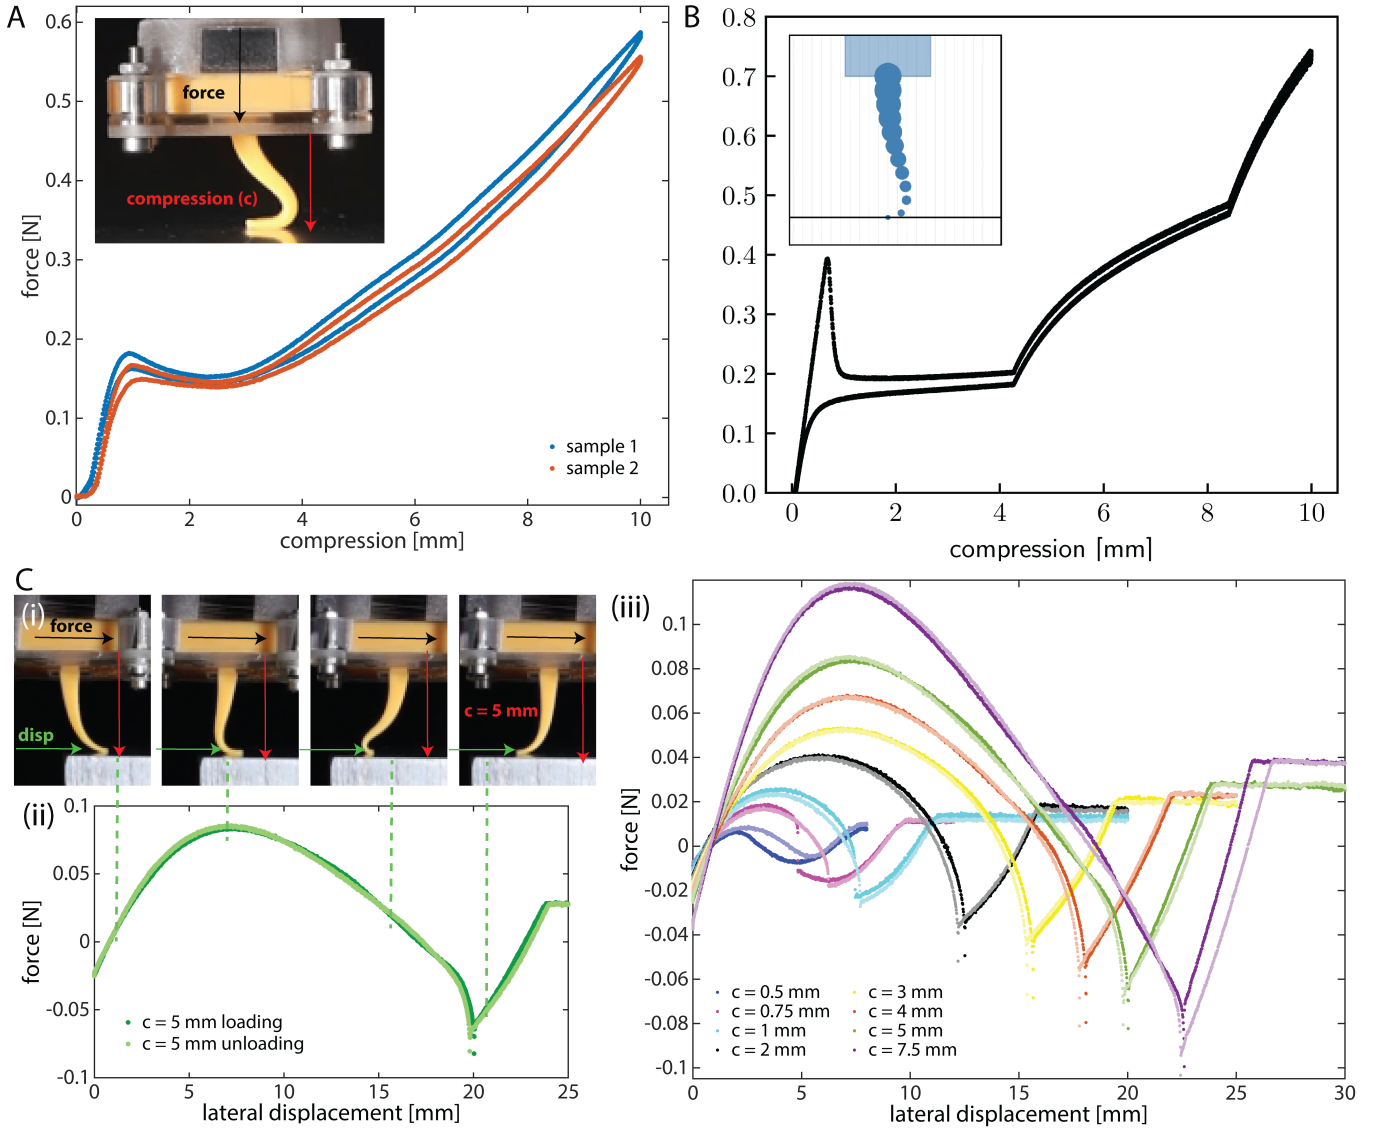 A
force [N]
0.6
0.5
0.4
0.3
0.2
0.1
0
force
compression (c)
sample 1
sample 2
0 2 4 6 8 10
compression [mm]
B
0.8
0.7
0.6
0.5
0.4
0.3
0.2
0.1
0.0
0 2 4 6 8 10
compression [mm]
C
(i)
force
disp
c = 5 mm
(ii)
force [N]
0.1
0.05
0
-0.05
-0.1
c = 5 mm loading
c = 5 mm unloading
0 5 10 15 20 25
lateral displacement [mm]
(iii)
force [N]
0.1
0.08
0.06
0.04
0.02
0
-0.02
-0.04
-0.06
-0.08
-0.1
c = 0.5 mm
c = 0.75 mm
c = 1 mm
c = 2 mm
c = 3 mm
c = 4 mm
c = 5 mm
c = 7.5 mm
0 5 10 15 20 25 30
lateral displacement [mm]